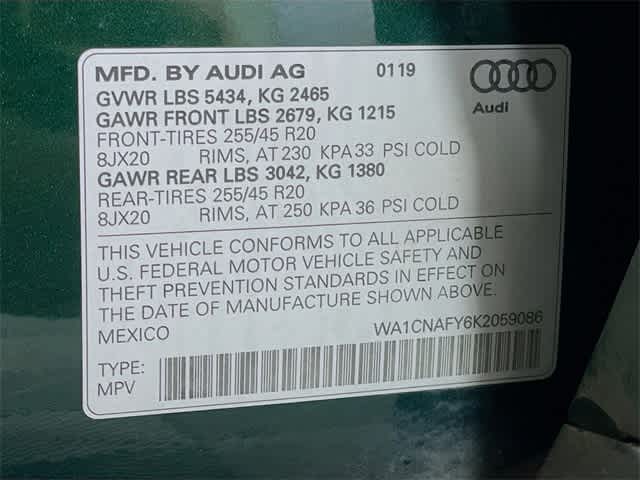 MFD. BY AUDI AG 0119
GVWR LBS 5434, KG 2465
GAWR FRONT LBS 2679, KG 1215
Audi
FRONT-TIRES 255/45 R20
8JX20 RIMS, AT 230 KPA 33 PSI COLD
GAWR REAR LBS 3042, KG 1380
REAR-TIRES 255/45 R20
8JX20 RIMS, AT 250 KPA 36 PSI COLD
THIS VEHICLE CONFORMS TO ALL APPLICABLE
U.S. FEDERAL MOTOR VEHICLE SAFETY AND
THEFT PREVENTION STANDARDS IN EFFECT ON
THE DATE OF MANUFACTURE SHOWN ABOVE.
MEXICO WA1CNAFY6K2059086
TYPE:
MPV